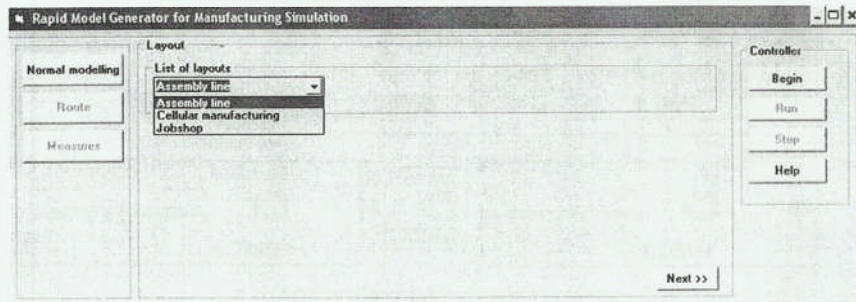 Rapid Model Generator for Manufacturing Simulation
Normal modelling
Route
Measures
Layout
List of layouts
Assembly line
Assembly line
Cellular manufacturing
Jobshop
Next >>
Controller
Begin
Run
Stop
Help